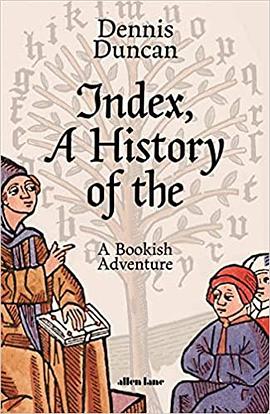 Dennis
Duncan
Index,
A History
of the
A Bookish
Adventure
allen lane